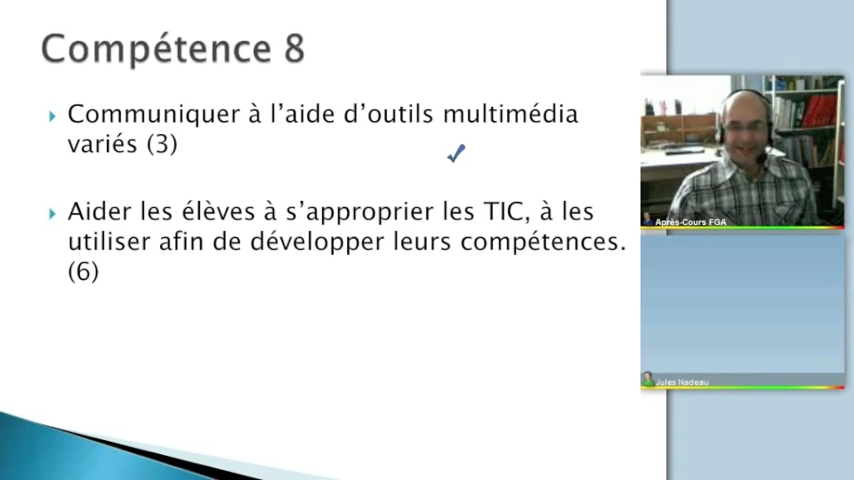 Compétence 8
Communiquer à l’aide d’outils multimédia
variés (3)
Aider les élèves à s’approprier les TIC, à les
utiliser afin de développer leurs compétences.
(6)
Après-Cours FGA
Jules Nadeau